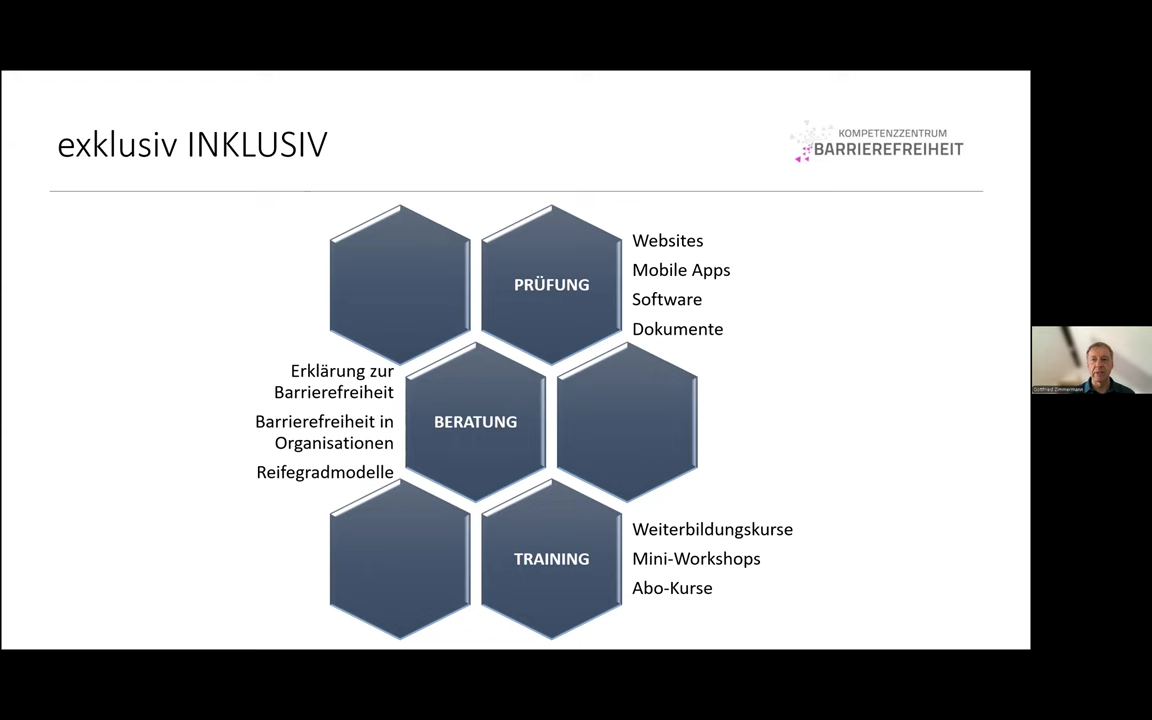 exklusiv INKLUSIV
KOMPETENZZENTRUM
BARRIEREFREIHEIT
PRÜFUNG
Websites
Mobile Apps
Software
Dokumente
Erklärung zur
Barrierefreiheit
Barrierefreiheit in
Organisationen
Reifegradmodelle
BERATUNG
TRAINING
Weiterbildungskurse
Mini-Workshops
Abo-Kurse
Gottfried Zimmermann